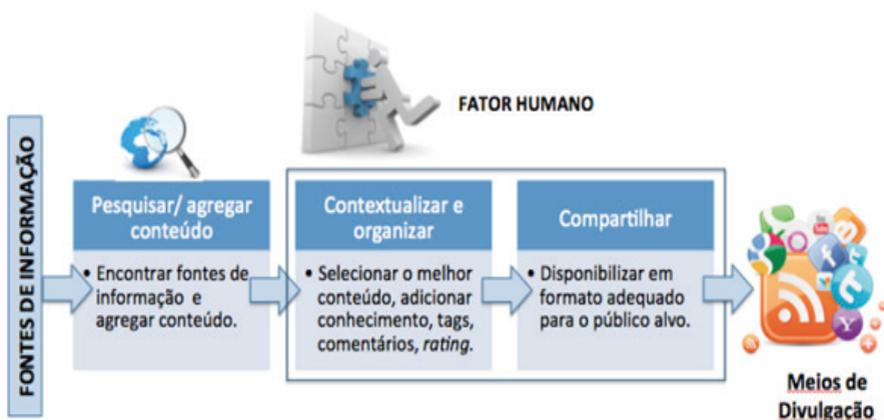 FATOR HUMANO
FONTES DE INFORMAÇÃO
Pesquisar/ agregar
conteúdo
• Encontrar fontes de
informação e
agregar conteúdo.
Contextualizar e
organizar
• Selecionar o melhor
conteúdo, adicionar
conhecimento, tags,
comentários, rating.
Compartilhar
• Disponibilizar em
formato adequado
para o público alvo.
Meios de
Divulgação